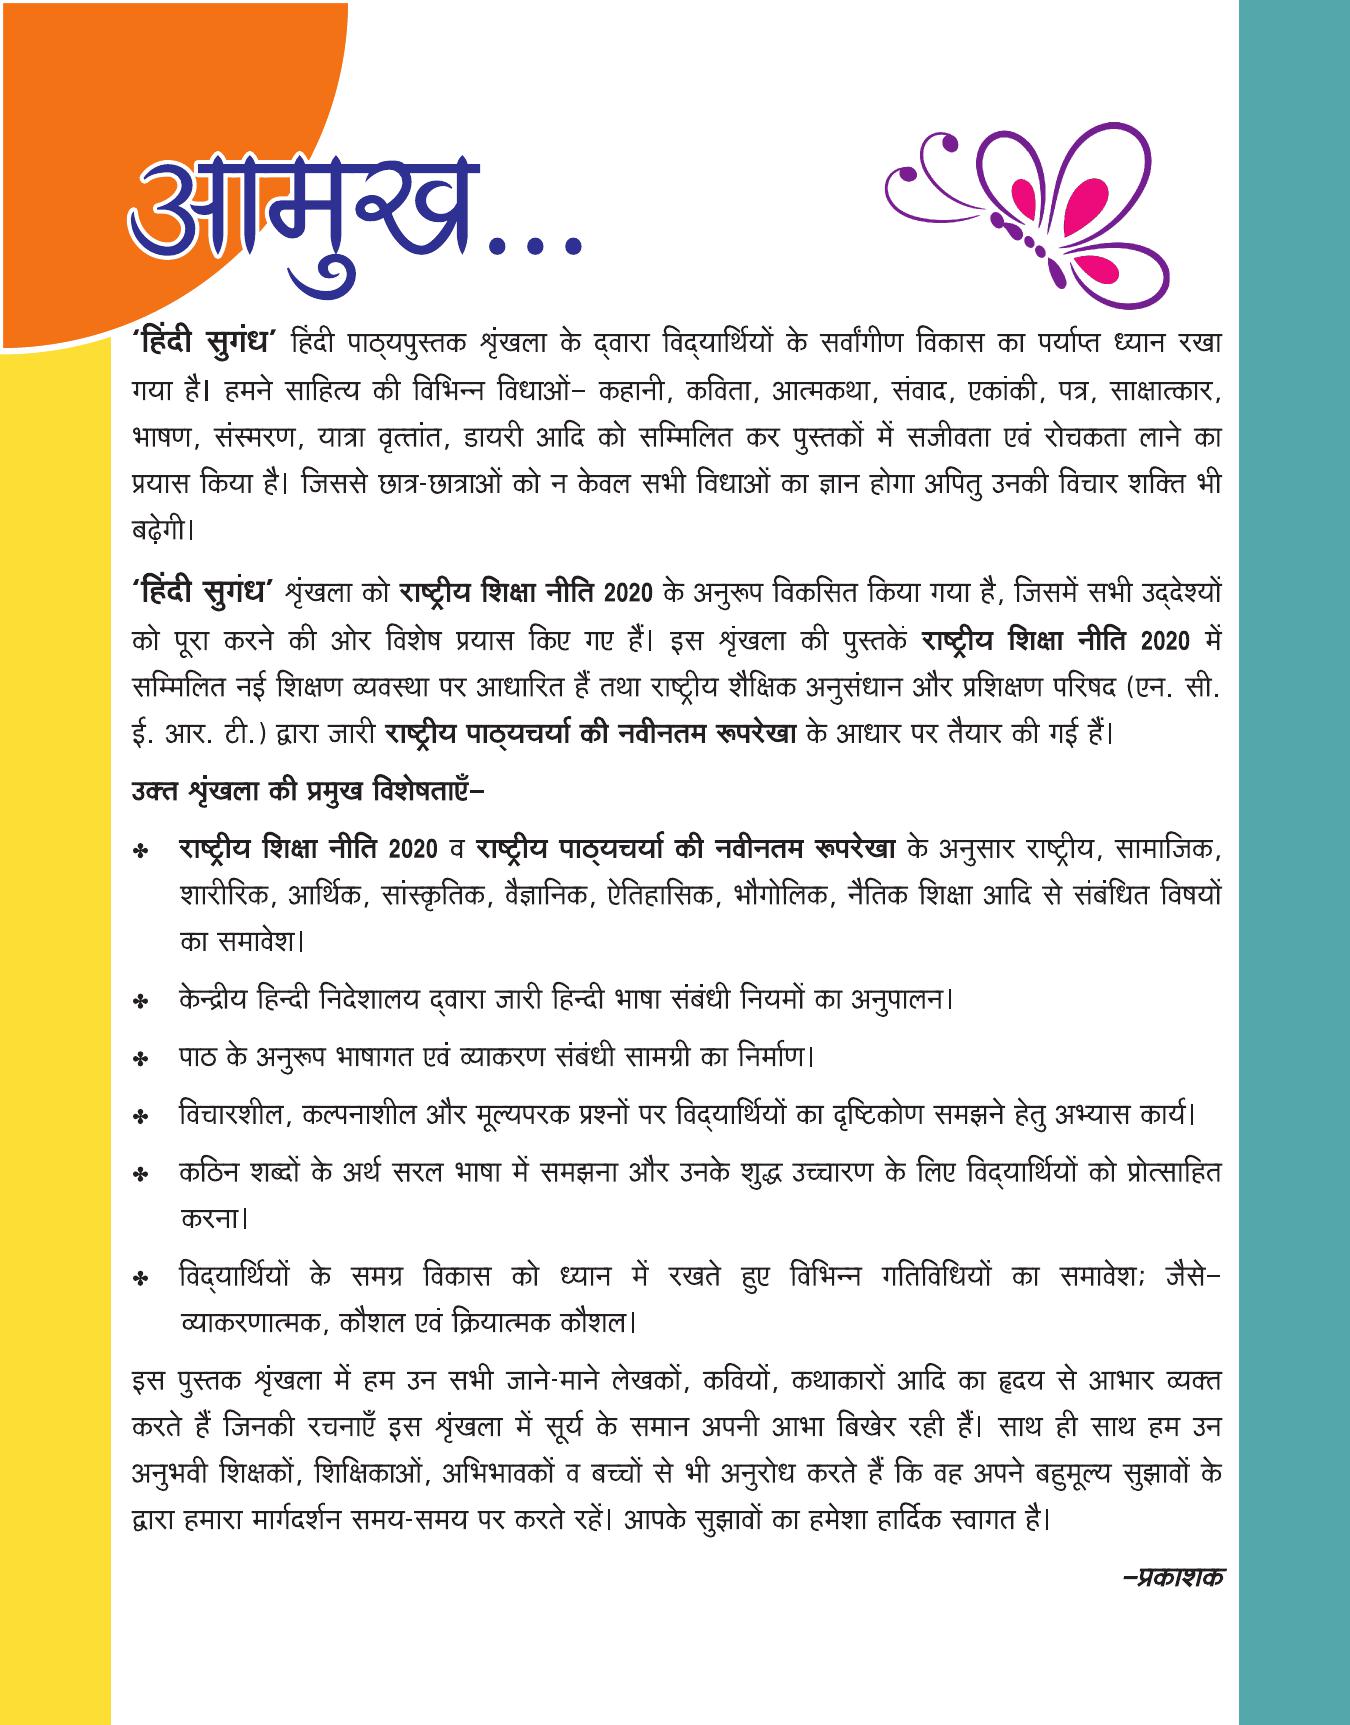 आमुख...
‘हिंदी सुगंध’ हिंदी पाठ्यपुस्तक शृंखला के द्‌वारा विद्‌यार्थियों के सर्वांगीण विकास का पर्याप्त ध्यान रखा
गया है। हमने साहित्य की विभिन्न विधाओं– कहानी, कविता, आत्मकथा, संवाद, एकांकी, पत्र, साक्षात्कार,
भाषण, संस्मरण, यात्रा वृत्तांत, डायरी आदि को सम्मिलित कर पुस्तकों में सजीवता एवं रोचकता लाने का
प्रयास किया है। जिससे छात्र-छात्राओं को न केवल सभी विधाओं का ज्ञान होगा अपितु उनकी विचार शक्ति भी
बढ़ेगी।
‘हिंदी सुगंध’ शृंखला को राष्ट्रीय शिक्षा नीति 2020 के अनुरूप विकसित किया गया है, जिसमें सभी उद्‌देश्यों
को पूरा करने की ओर विशेष प्रयास किए गए हैं। इस शृंखला की पुस्तकें राष्ट्रीय शिक्षा नीति 2020 में
सम्मिलित नई शिक्षण व्यवस्था पर आधारित हैं तथा राष्ट्रीय शैक्षिक अनुसंधान और प्रशिक्षण परिषद (एन. सी.
ई. आर. टी.) द्वारा जारी राष्ट्रीय पाठ्यचर्या की नवीनतम रूपरेखा के आधार पर तैयार की गई हैं।
उक्त शृंखला की प्रमुख विशेषताएँ–
✤ राष्ट्रीय शिक्षा नीति 2020 व राष्ट्रीय पाठ्यचर्या की नवीनतम रूपरेखा के अनुसार राष्ट्रीय, सामाजिक,
शारीरिक, आर्थिक, सांस्कृतिक, वैज्ञानिक, ऐतिहासिक, भौगोलिक, नैतिक शिक्षा आदि से संबंधित विषयों
का समावेश।
✤ केन्द्रीय हिन्दी निदेशालय द्‌वारा जारी हिन्दी भाषा संबंधी नियमों का अनुपालन।
✤ पाठ के अनुरूप भाषागत एवं व्याकरण संबंधी सामग्री का निर्माण।
✤ विचारशील, कल्पनाशील और मूल्यपरक प्रश्नों पर विद्‌यार्थियों का दृष्टिकोण समझने हेतु अभ्यास कार्य।
✤ कठिन शब्दों के अर्थ सरल भाषा में समझना और उनके शुद्ध उच्चारण के लिए विद्‌यार्थियों को प्रोत्साहित
करना।
✤ विद्‌यार्थियों के समग्र विकास को ध्यान में रखते हुए विभिन्न गतिविधियों का समावेश; जैसे–
व्याकरणात्मक, कौशल एवं क्रियात्मक कौशल।
इस पुस्तक शृंखला में हम उन सभी जाने-माने लेखकों, कवियों, कथाकारों आदि का हृदय से आभार व्यक्त
करते हैं जिनकी रचनाएँ इस शृंखला में सूर्य के समान अपनी आभा बिखेर रही हैं। साथ ही साथ हम उन
अनुभवी शिक्षकों, शिक्षिकाओं, अभिभावकों व बच्चों से भी अनुरोध करते हैं कि वह अपने बहुमूल्य सुझावों के
द्वारा हमारा मार्गदर्शन समय-समय पर करते रहें। आपके सुझावों का हमेशा हार्दिक स्वागत है।
–प्रकाशक